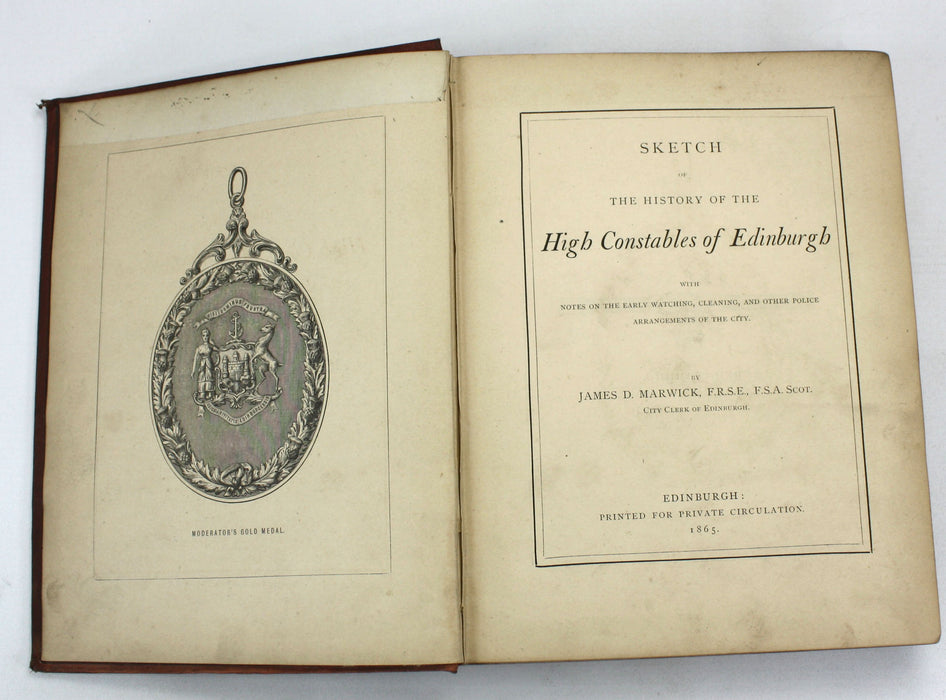 MODERATOR'S GOLD MEDAL.
SKETCH
OF
THE HISTORY OF THE
High Constables of Edinburgh
WITH
NOTES ON THE EARLY WATCHING, CLEANING, AND OTHER POLICE
ARRANGEMENTS OF THE CITY.
BY
JAMES D. MARWICK, F.R.S.E., F.S.A. SCOT.
CITY CLERK OF EDINBURGH.
EDINBURGH:
PRINTED FOR PRIVATE CIRCULATION.
1865.